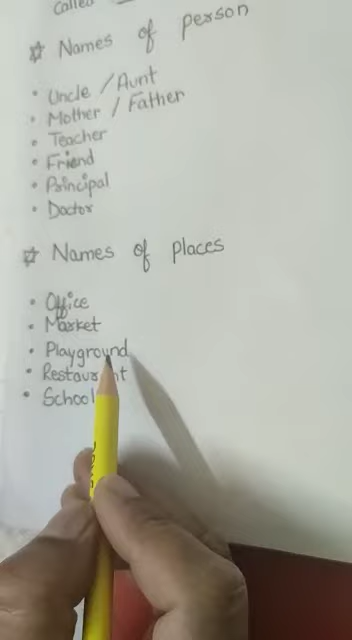 Called
☆ Names of person
• Uncle / Aunt
• Mother / Father
• Teacher
• Friend
• Principal
• Doctor
☆ Names of places
• Office
• Market
• Playground
• Restaurant
• School